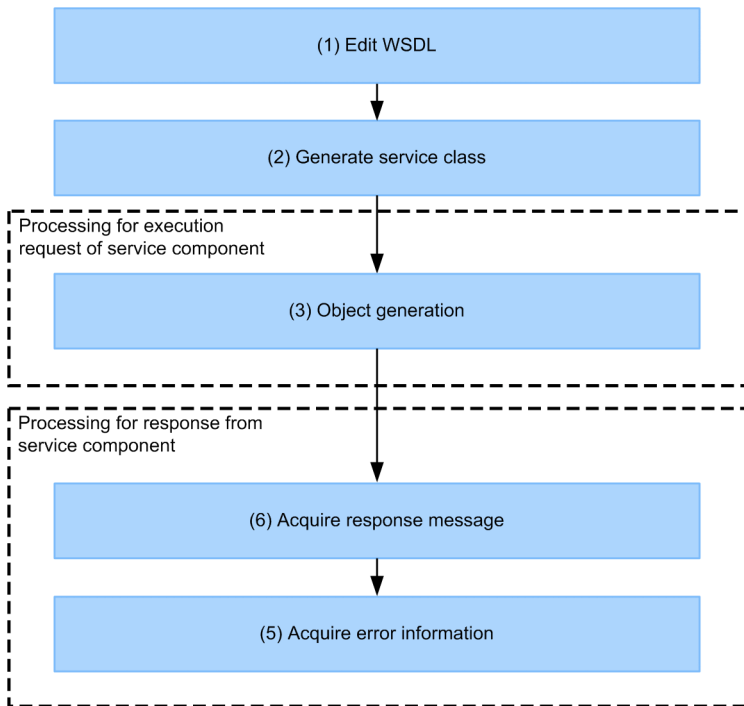 (1) Edit WSDL
(2) Generate service class
Processing for execution
request of service component
(3) Object generation
Processing for response from
service component
(6) Acquire response message
(5) Acquire error information